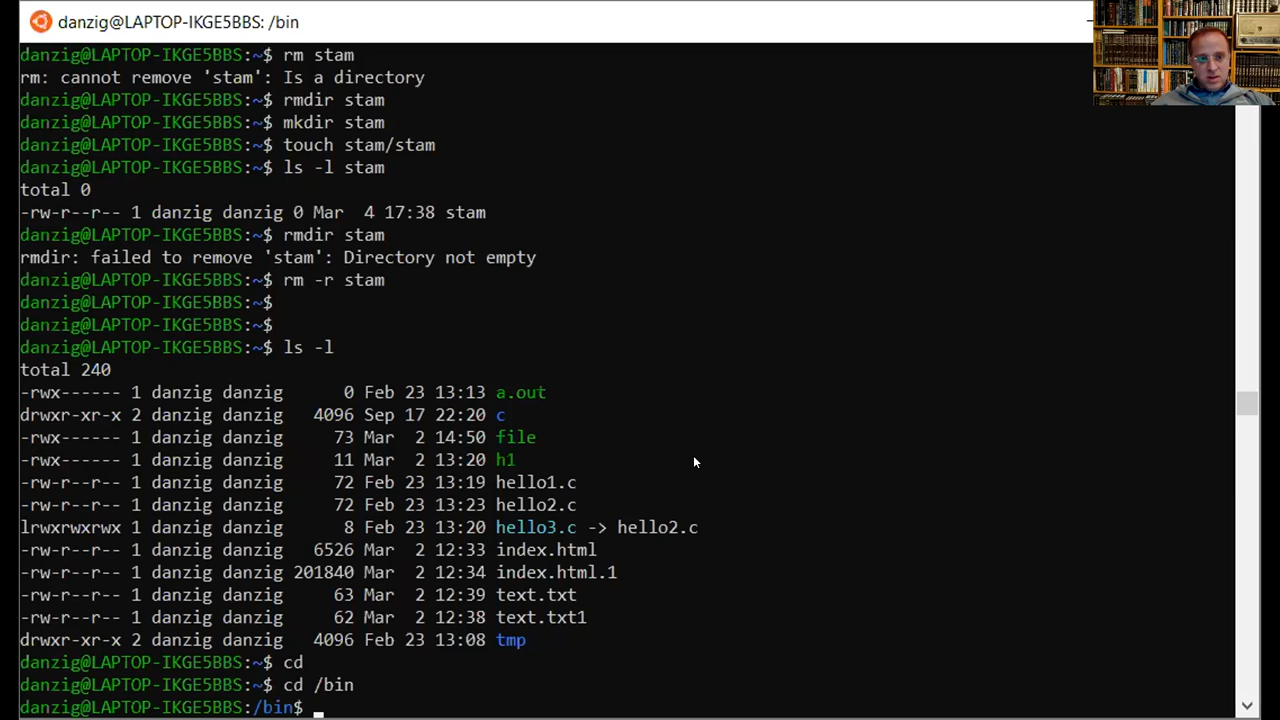 danzig@LAPTOP-IKGE5BBS: /bin
danzig@LAPTOP-IKGE5BBS:~$ rm stam
rm: cannot remove 'stam': Is a directory
danzig@LAPTOP-IKGE5BBS:~$ rmdir stam
danzig@LAPTOP-IKGE5BBS:~$ mkdir stam
danzig@LAPTOP-IKGE5BBS:~$ touch stam/stam
danzig@LAPTOP-IKGE5BBS:~$ ls -l stam
total 0
-rw-r--r-- 1 danzig danzig 0 Mar  4 17:38 stam
danzig@LAPTOP-IKGE5BBS:~$ rmdir stam
rmdir: failed to remove 'stam': Directory not empty
danzig@LAPTOP-IKGE5BBS:~$ rm -r stam
danzig@LAPTOP-IKGE5BBS:~$
danzig@LAPTOP-IKGE5BBS:~$
danzig@LAPTOP-IKGE5BBS:~$ ls -l
total 240
-rwx------ 1 danzig danzig      0 Feb 23 13:13 a.out
drwxr-xr-x 2 danzig danzig   4096 Sep 17 22:20 c
-rwx------ 1 danzig danzig     73 Mar  2 14:50 file
-rwx------ 1 danzig danzig     11 Mar  2 13:20 h1
-rw-r--r-- 1 danzig danzig     72 Feb 23 13:19 hello1.c
-rw-r--r-- 1 danzig danzig     72 Feb 23 13:23 hello2.c
lrwxrwxrwx 1 danzig danzig      8 Feb 23 13:20 hello3.c -> hello2.c
-rw-r--r-- 1 danzig danzig   6526 Mar  2 12:33 index.html
-rw-r--r-- 1 danzig danzig 201840 Mar  2 12:34 index.html.1
-rw-r--r-- 1 danzig danzig     63 Mar  2 12:39 text.txt
-rw-r--r-- 1 danzig danzig     62 Mar  2 12:38 text.txt1
drwxr-xr-x 2 danzig danzig   4096 Feb 23 13:08 tmp
danzig@LAPTOP-IKGE5BBS:~$ cd
danzig@LAPTOP-IKGE5BBS:~$ cd /bin
danzig@LAPTOP-IKGE5BBS:/bin$